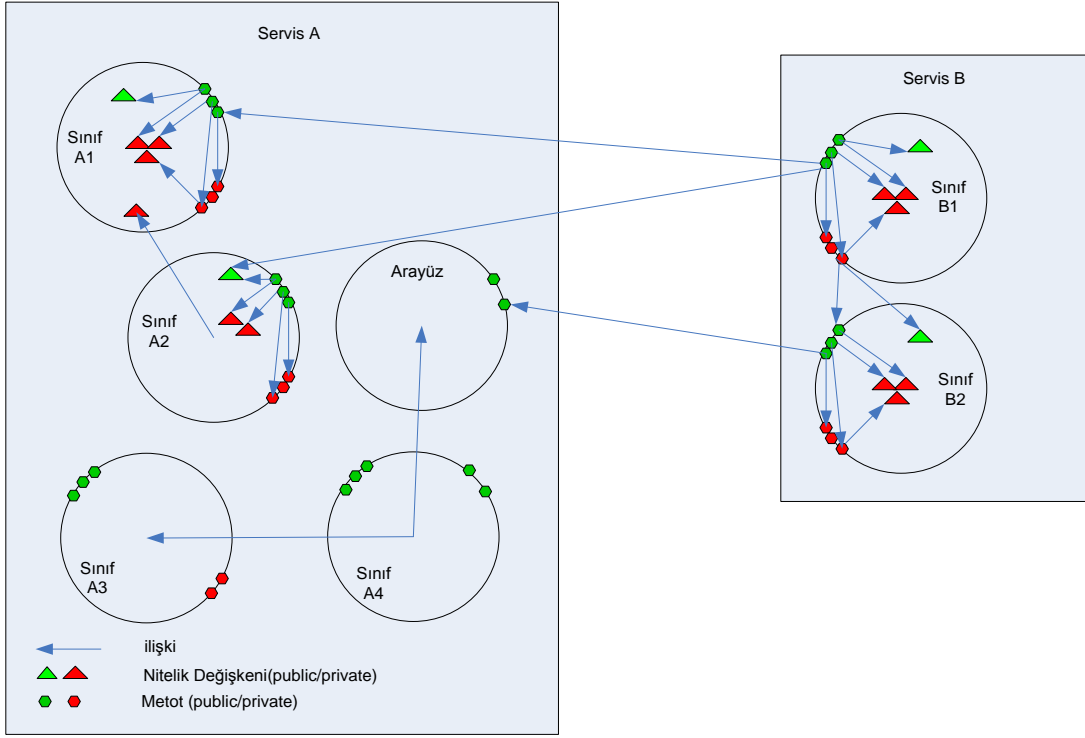 Servis A
Sınıf
A1
Sınıf
A2
Arayüz
Sınıf
A3
Sınıf
A4
ilişki
Nitelik Değişkeni(public/private)
Metot (public/private)
Servis B
Sınıf
B1
Sınıf
B2